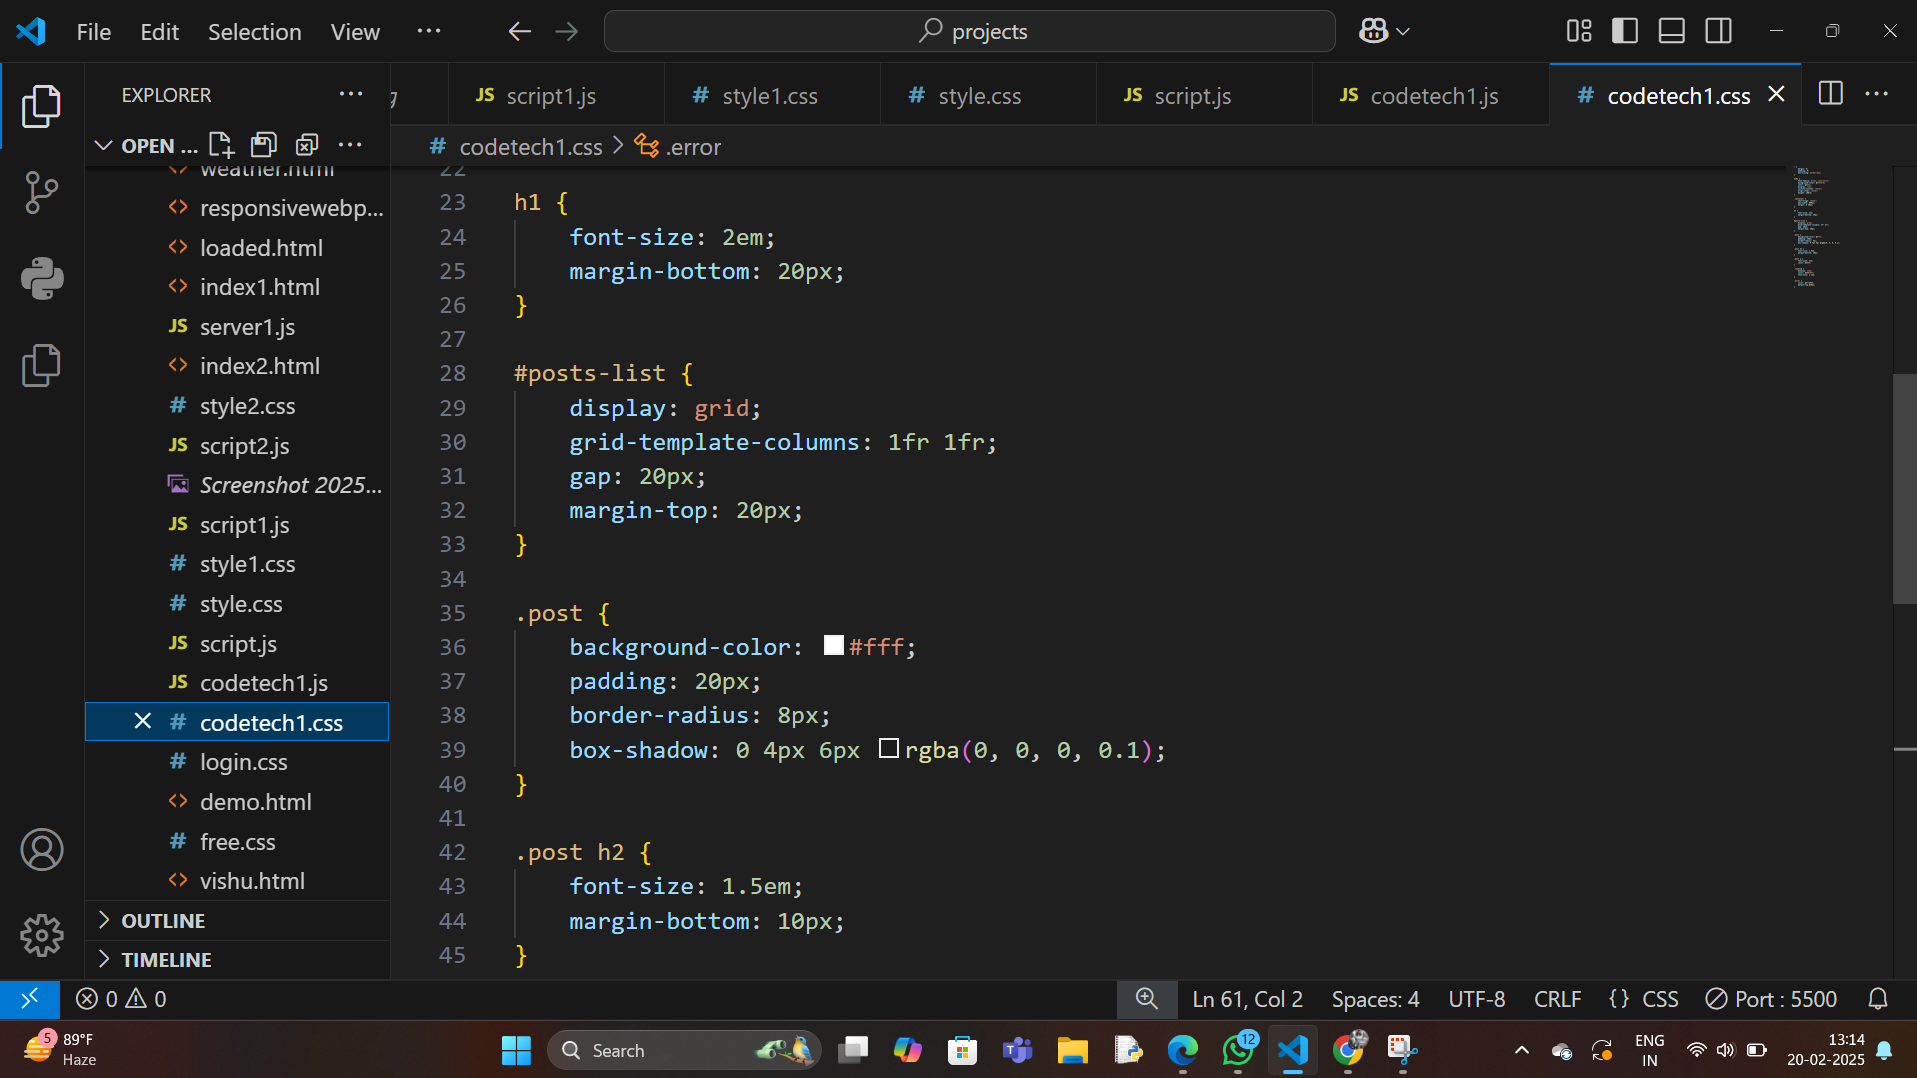 File Edit Selection View ··· projects
EXPLORER ···
script1.js style1.css style.css script.js codetech1.js codetech1.css ···
OPEN ... ···
codetech1.css > .error
weather.html
responsivewebp...
loaded.html
index1.html
server1.js
index2.html
style2.css
script2.js
Screenshot 2025...
script1.js
style1.css
style.css
script.js
codetech1.js
codetech1.css
login.css
demo.html
free.css
vishu.html
OUTLINE
TIMELINE
22
23 h1 {
24 font-size: 2em;
25 margin-bottom: 20px;
26 }
27
28 #posts-list {
29 display: grid;
30 grid-template-columns: 1fr 1fr;
31 gap: 20px;
32 margin-top: 20px;
33 }
34
35 .post {
36 background-color: #fff;
37 padding: 20px;
38 border-radius: 8px;
39 box-shadow: 0 4px 6px rgba(0, 0, 0, 0.1);
40 }
41
42 .post h2 {
43 font-size: 1.5em;
44 margin-bottom: 10px;
45 }
0 0 Ln 61, Col 2 Spaces: 4 UTF-8 CRLF {} CSS Port : 5500
5 89°F
Haze
Search
12
ENG
IN
13:14
20-02-2025